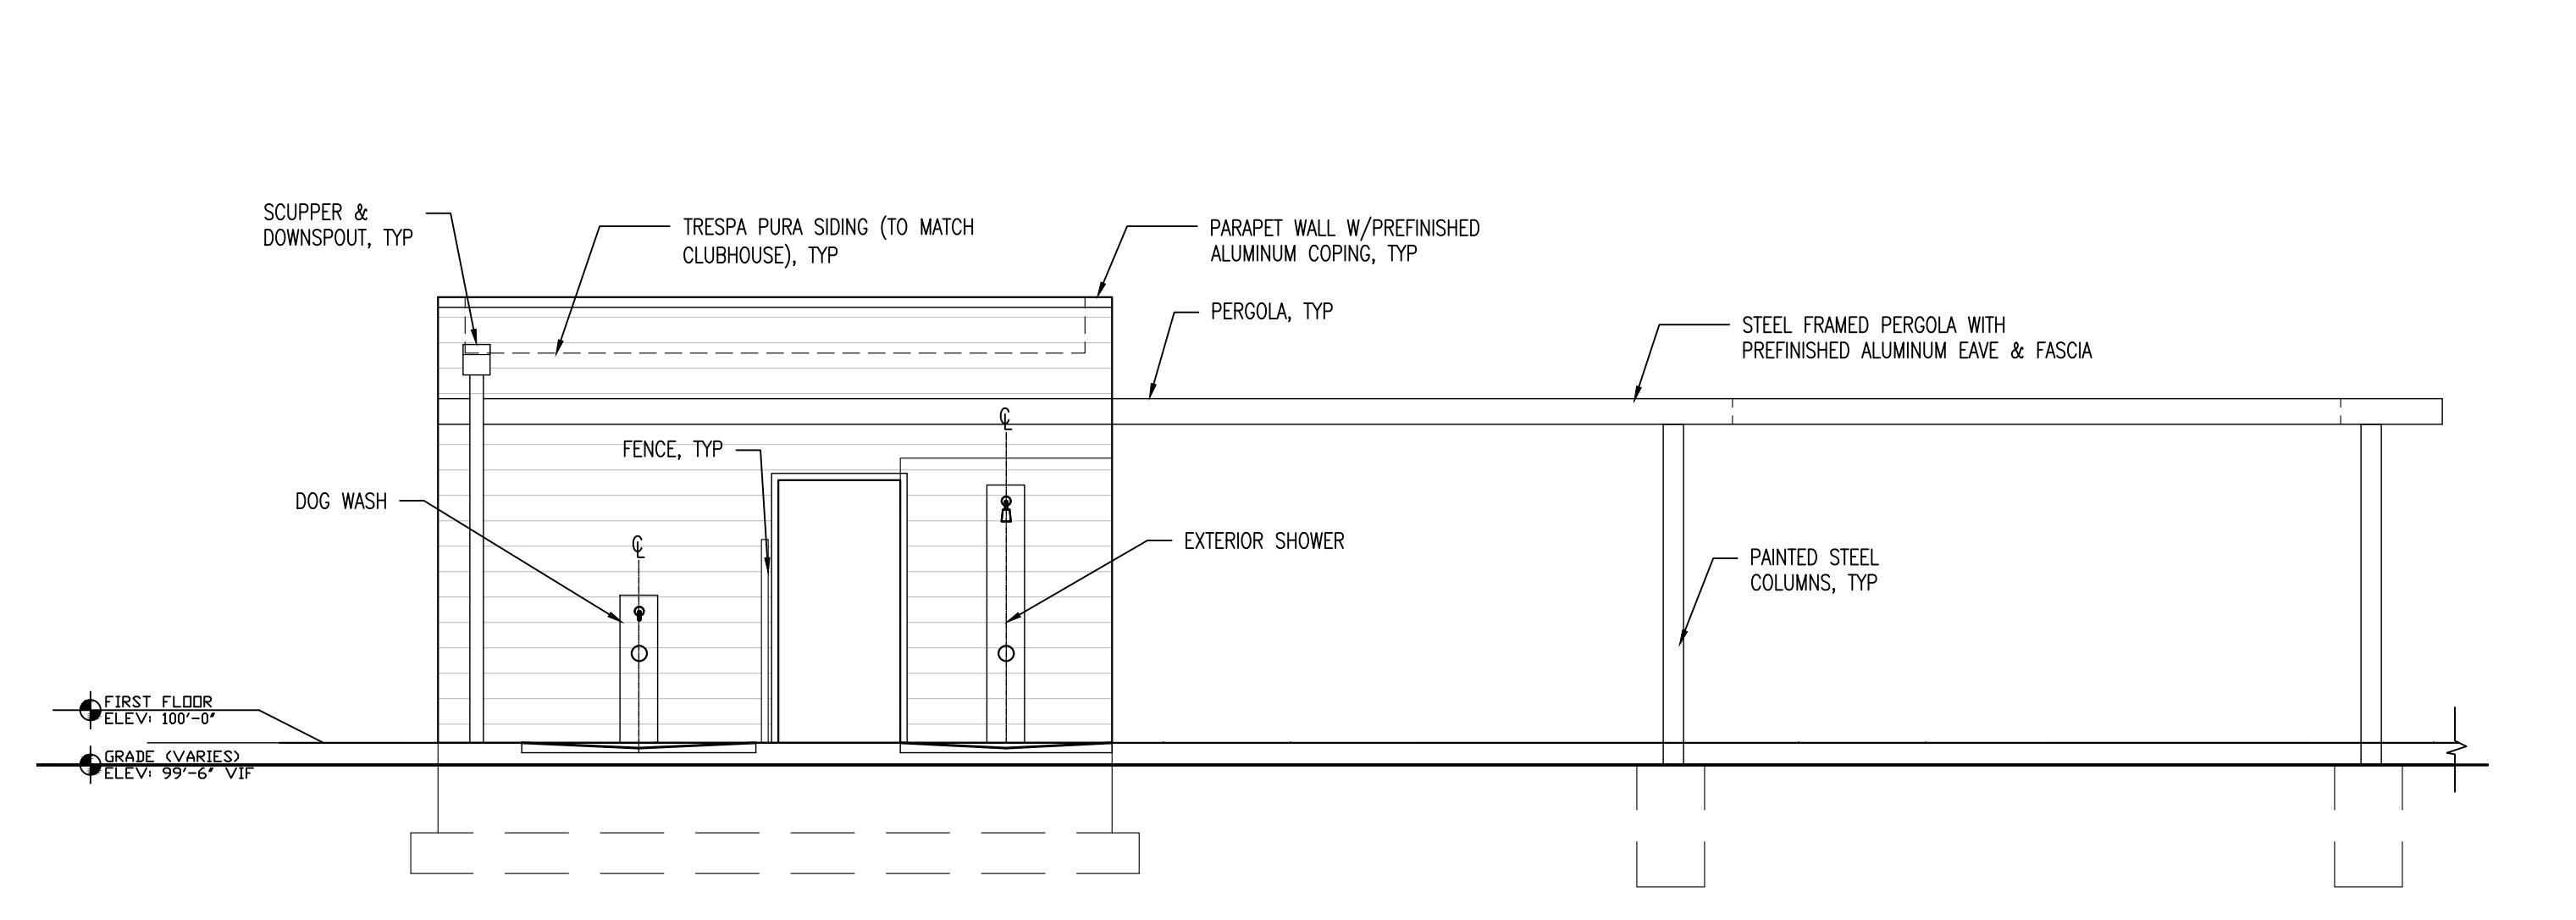 SCUPPER &
DOWNSPOUT, TYP
TRESPA PURA SIDING (TO MATCH
CLUBHOUSE), TYP
PARAPET WALL W/PREFINISHED
ALUMINUM COPING, TYP
PERGOLA, TYP
STEEL FRAMED PERGOLA WITH
PREFINISHED ALUMINUM EAVE & FASCIA
℄
FENCE, TYP
DOG WASH
℄
EXTERIOR SHOWER
PAINTED STEEL
COLUMNS, TYP
FIRST FLOOR
ELEV: 100'-0"
GRADE (VARIES)
ELEV: 99'-6" VIF